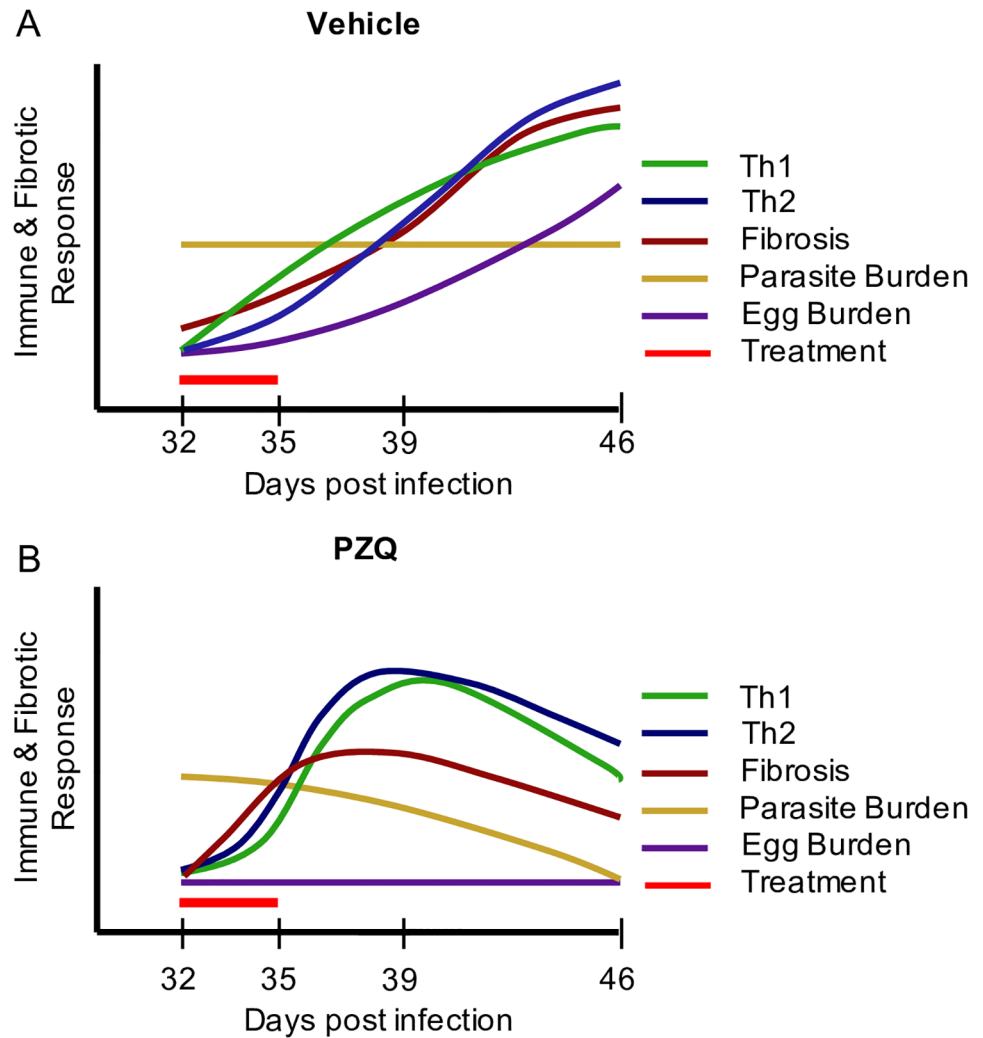 A
Vehicle
Immune & Fibrotic
Response
Th1
Th2
Fibrosis
Parasite Burden
Egg Burden
Treatment
32 35 39 46
Days post infection
B
PZQ
Immune & Fibrotic
Response
Th1
Th2
Fibrosis
Parasite Burden
Egg Burden
Treatment
32 35 39 46
Days post infection